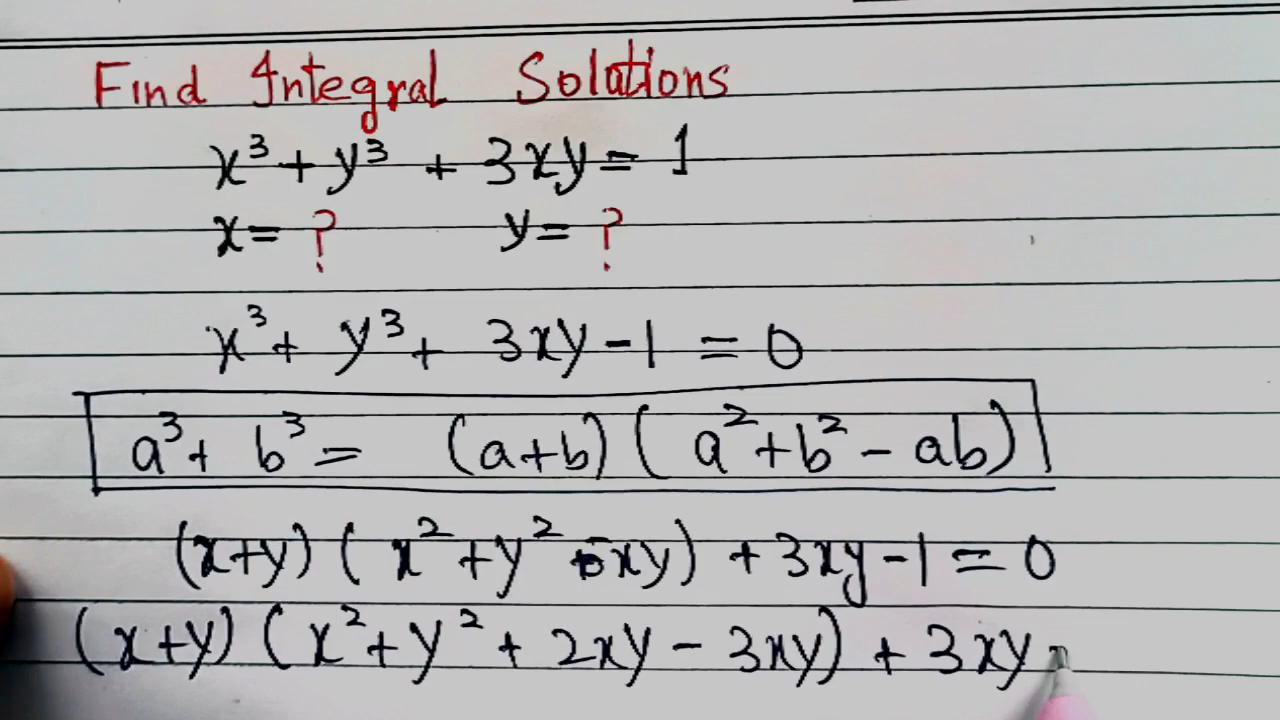 Find Integral Solutions
x³ + y³ + 3xy = 1
x = ? y = ?
x³ + y³ + 3xy - 1 = 0
a³ + b³ = (a+b) ( a² + b² - ab)
(x+y) ( x² + y² - xy) + 3xy - 1 = 0
(x+y) ( x² + y² + 2xy - 3xy) + 3xy